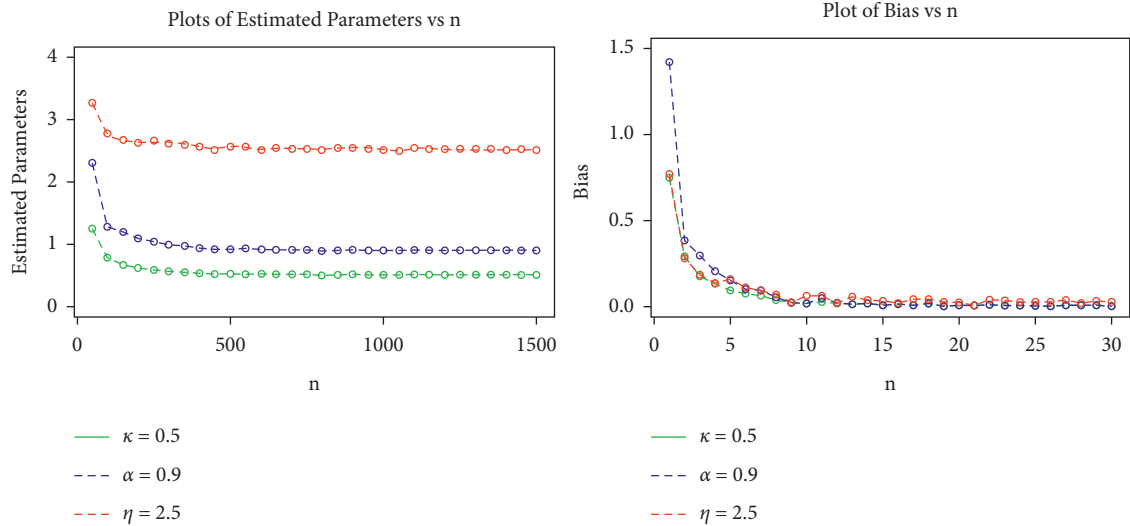 Plots of Estimated Parameters vs n
Estimated Parameters
4
3
2
1
0
0 500 1000 1500
n
κ = 0.5
α = 0.9
η = 2.5
Plot of Bias vs n
Bias
1.5
1.0
0.5
0.0
0 5 10 15 20 25 30
n
κ = 0.5
α = 0.9
η = 2.5